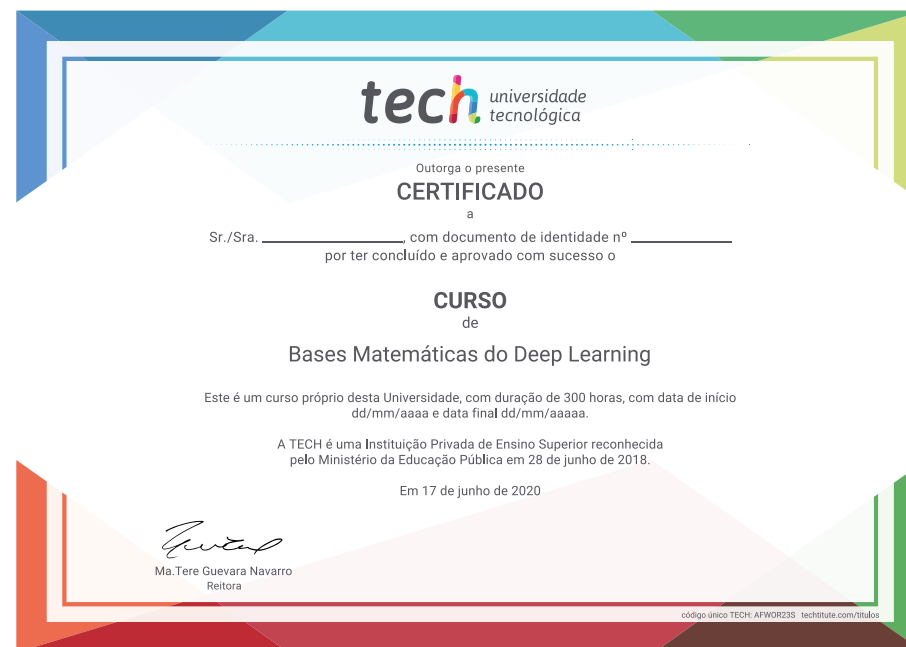 tech universidade
tecnológica
Outorga o presente
CERTIFICADO
a
Sr./Sra. ____________________, com documento de identidade nº ______________
por ter concluído e aprovado com sucesso o
CURSO
de
Bases Matemáticas do Deep Learning
Este é um curso próprio desta Universidade, com duração de 300 horas, com data de início
dd/mm/aaaa e data final dd/mm/aaaaa.
A TECH é uma Instituição Privada de Ensino Superior reconhecida
pelo Ministério da Educação Pública em 28 de junho de 2018.
Em 17 de junho de 2020
Ma.Tere Guevara Navarro
Reitora
código único TECH: AFWOR23S techtitute.com/titulos